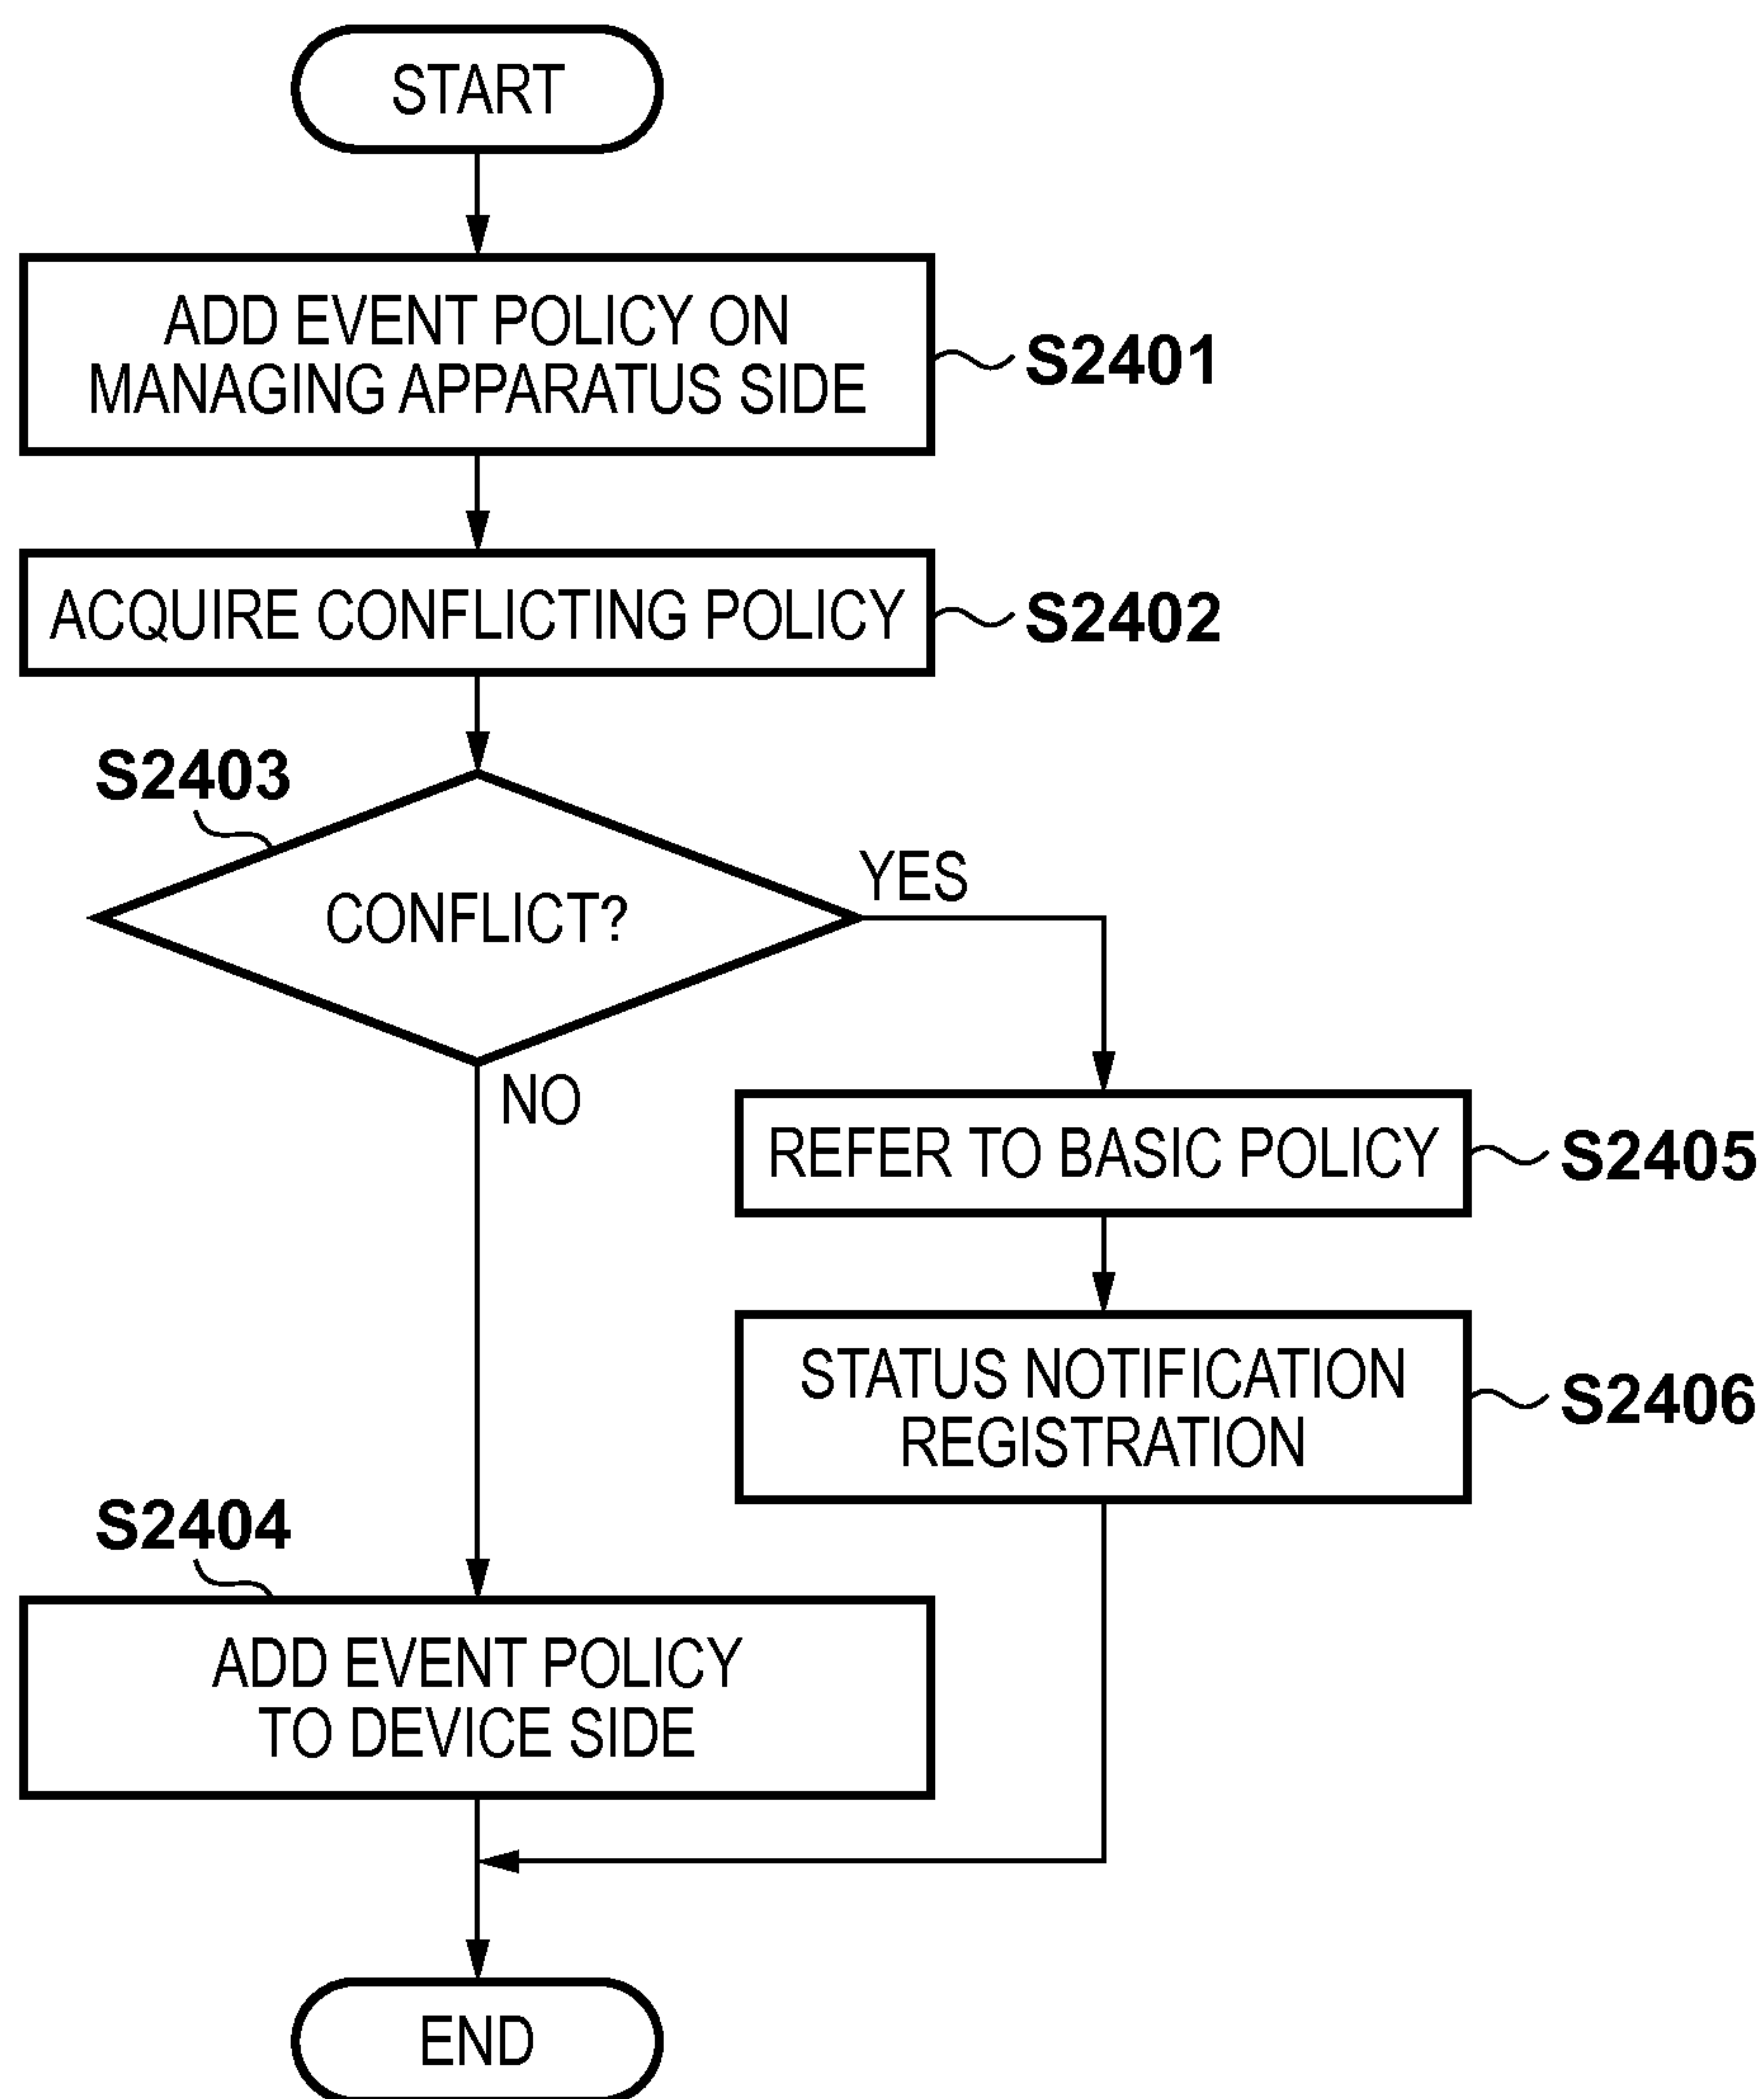 START
ADD EVENT POLICY ON
MANAGING APPARATUS SIDE
S2401
ACQUIRE CONFLICTING POLICY
S2402
S2403
CONFLICT?
YES
NO
REFER TO BASIC POLICY
S2405
STATUS NOTIFICATION
REGISTRATION
S2406
S2404
ADD EVENT POLICY
TO DEVICE SIDE
END